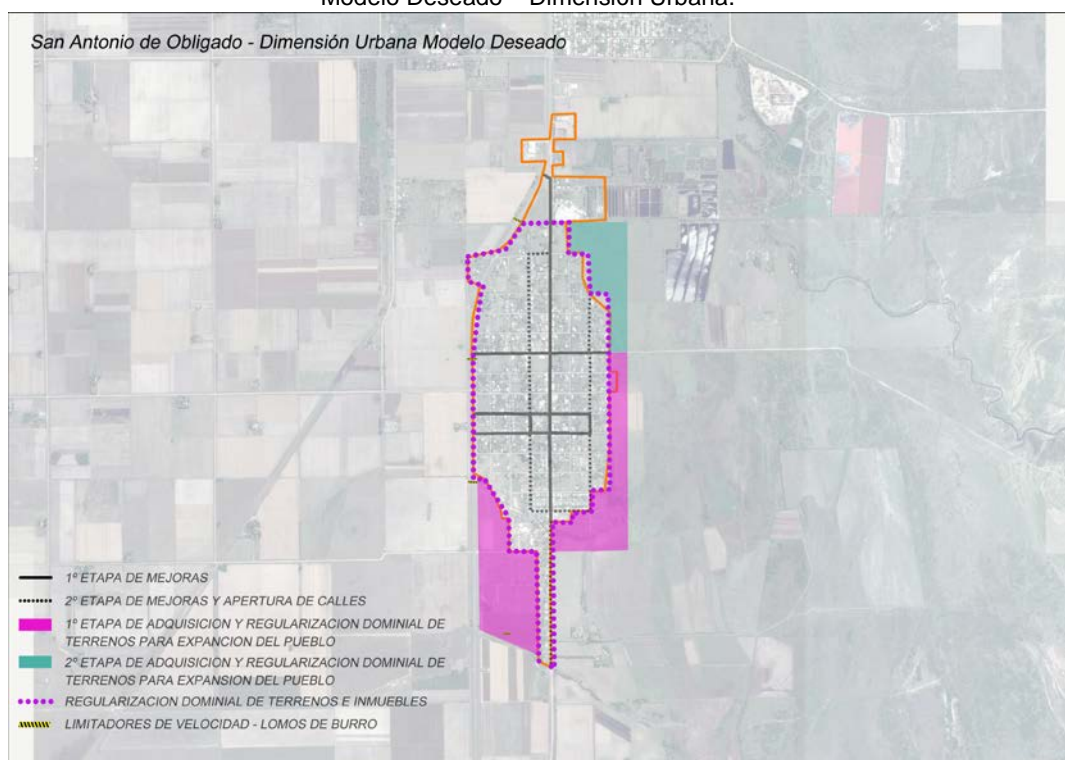 Modelo Deseado – Dimensión Urbana.
San Antonio de Obligado - Dimensión Urbana Modelo Deseado
1º ETAPA DE MEJORAS
2º ETAPA DE MEJORAS Y APERTURA DE CALLES
1º ETAPA DE ADQUISICION Y REGULARIZACION DOMINIAL DE
TERRENOS PARA EXPANCION DEL PUEBLO
2º ETAPA DE ADQUISICION Y REGULARIZACION DOMINIAL DE
TERRENOS PARA EXPANCION DEL PUEBLO
REGULARIZACION DOMINIAL DE TERRENOS E INMUEBLES
LIMITADORES DE VELOCIDAD - LOMOS DE BURRO